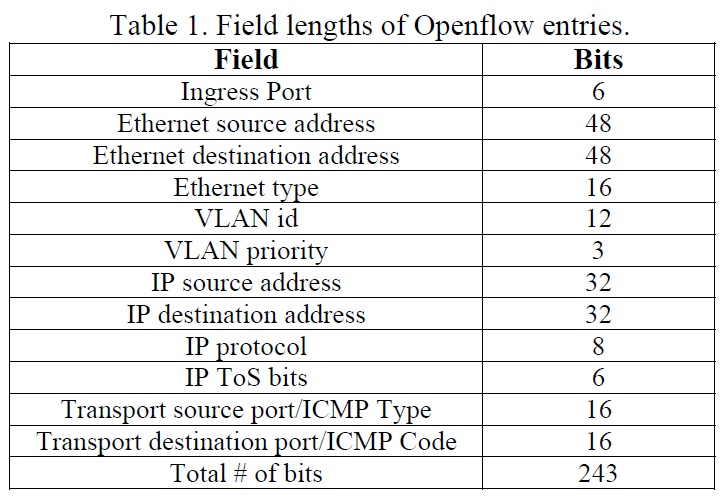 Table 1. Field lengths of Openflow entries.
Field Bits
Ingress Port 6
Ethernet source address 48
Ethernet destination address 48
Ethernet type 16
VLAN id 12
VLAN priority 3
IP source address 32
IP destination address 32
IP protocol 8
IP ToS bits 6
Transport source port/ICMP Type 16
Transport destination port/ICMP Code 16
Total # of bits 243